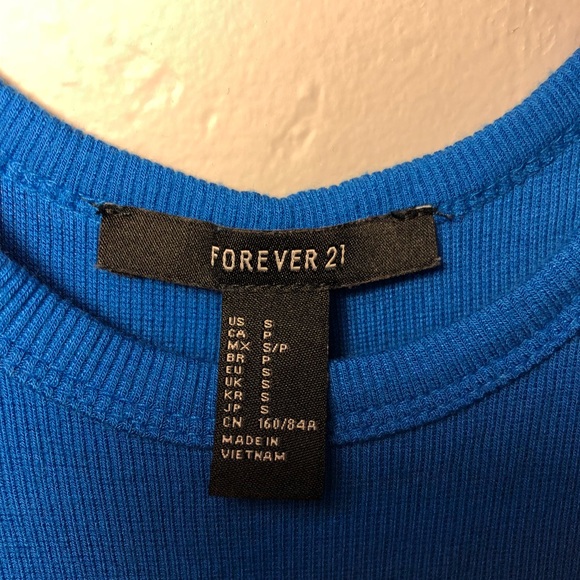 FOREVER 21
US S
CA P
MX S/P
BR P
EU S
UK S
KR S
JP S
CN 160/84A
MADE IN
VIETNAM